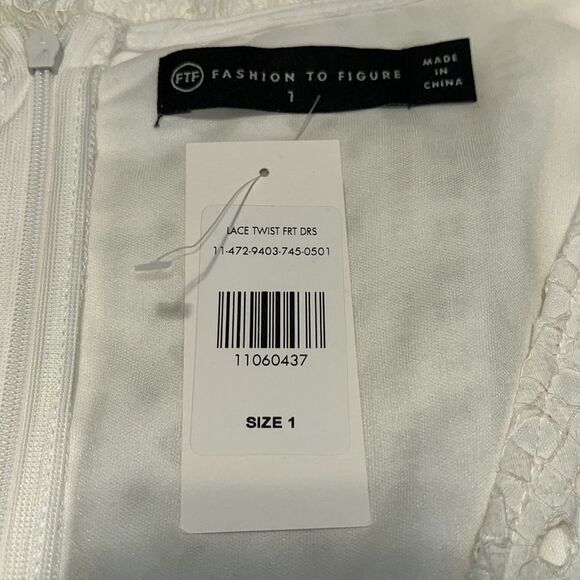 FTF FASHION TO FIGURE
1
MADE
IN
CHINA
LACE TWIST FRT DRS
11-472-9403-745-0501
11060437
SIZE 1